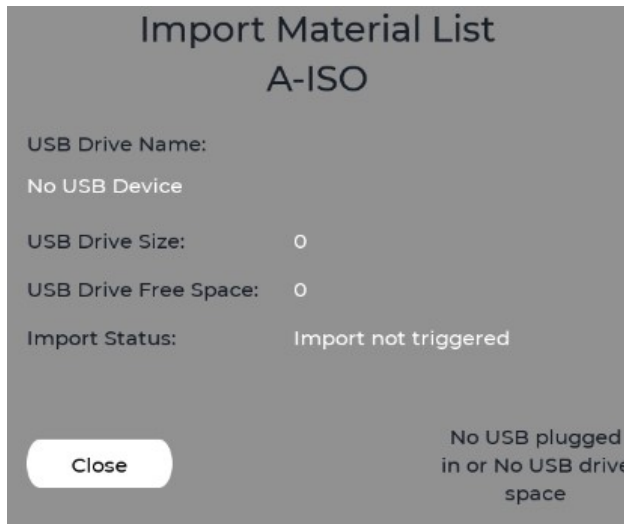 Import Material List
A-ISO
USB Drive Name:
No USB Device
USB Drive Size: 0
USB Drive Free Space: 0
Import Status: Import not triggered
Close
No USB plugged
in or No USB drive
space